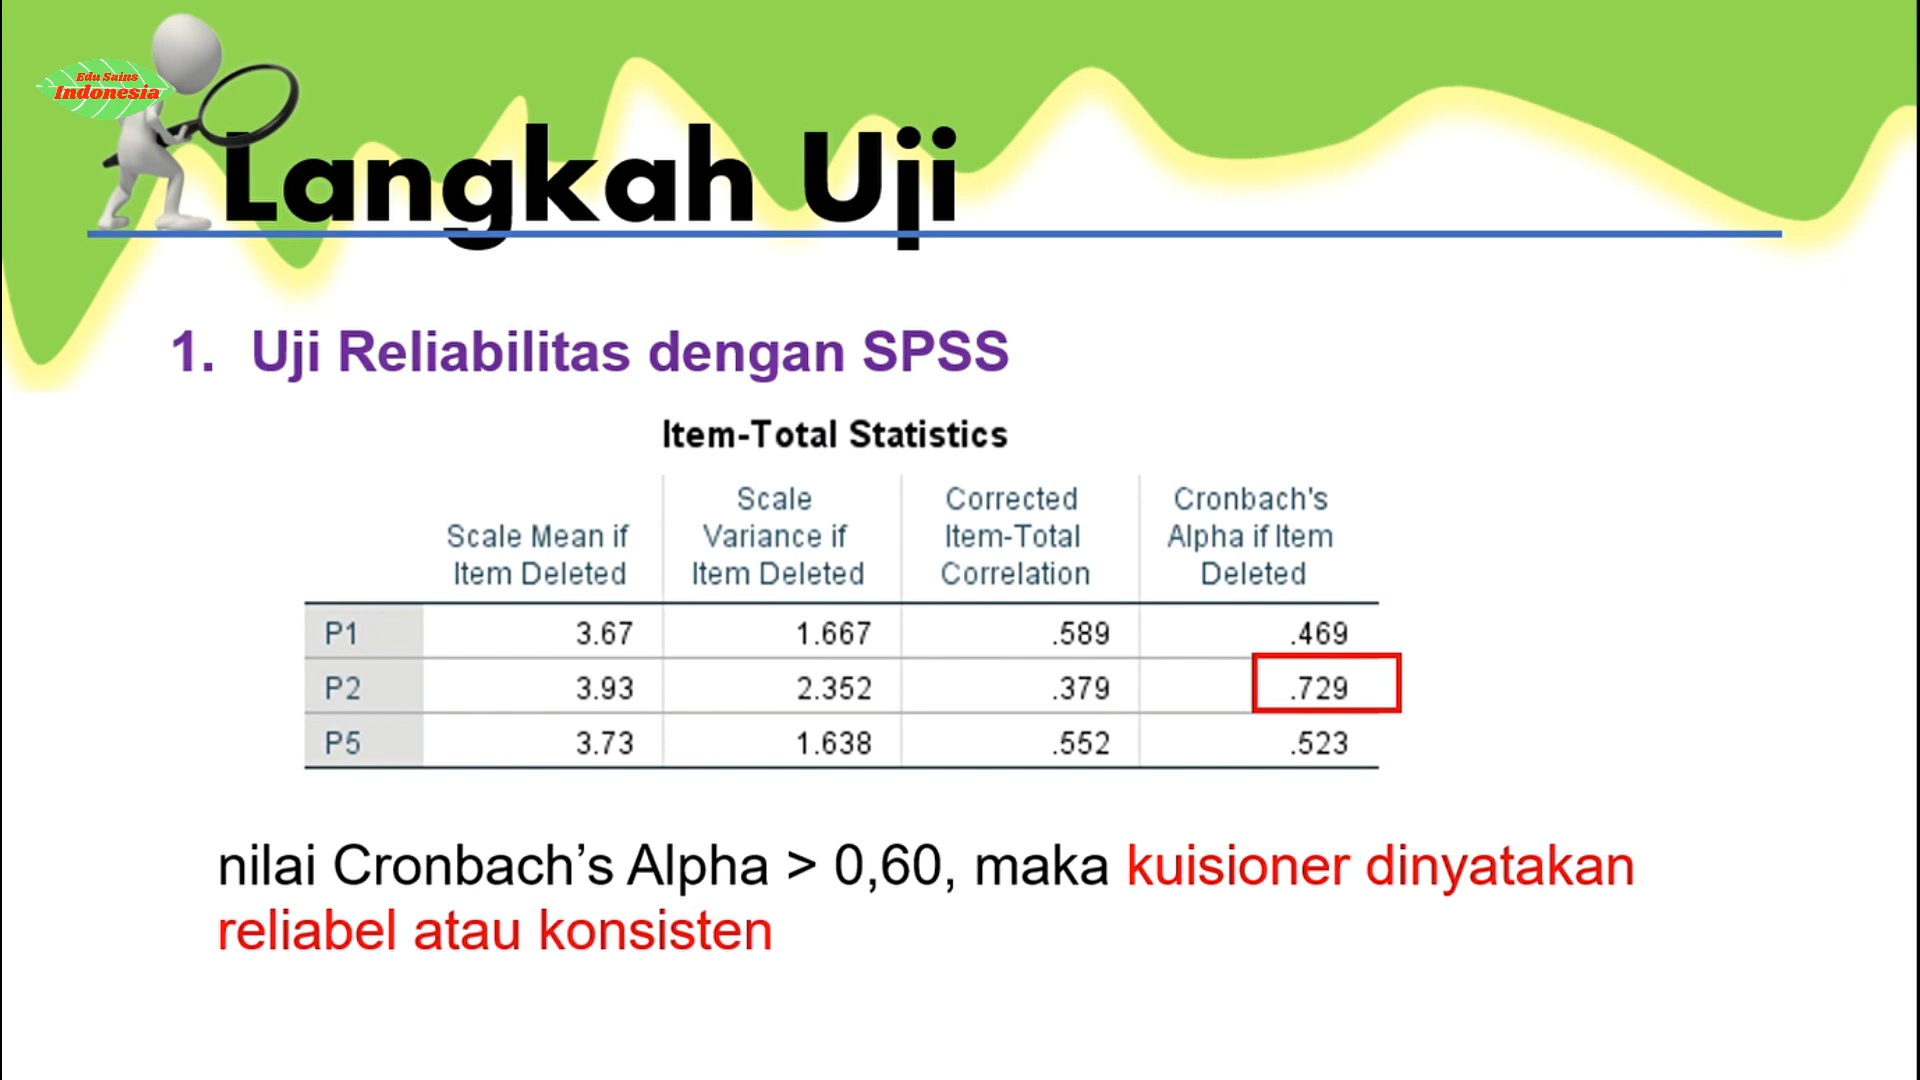 Edu Sains
Indonesia
Langkah Uji
1. Uji Reliabilitas dengan SPSS
Item-Total Statistics
Scale Mean if Item Deleted | Scale Variance if Item Deleted | Corrected Item-Total Correlation | Cronbach's Alpha if Item Deleted
P1 3.67 1.667 .589 .469
P2 3.93 2.352 .379 .729
P5 3.73 1.638 .552 .523
nilai Cronbach’s Alpha > 0,60, maka kuisioner dinyatakan
reliabel atau konsisten